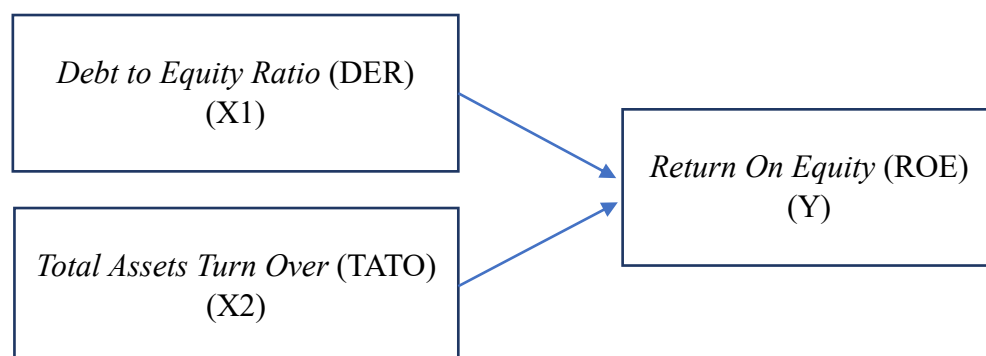 Debt to Equity Ratio (DER)
(X1)
Return On Equity (ROE)
(Y)
Total Assets Turn Over (TATO)
(X2)